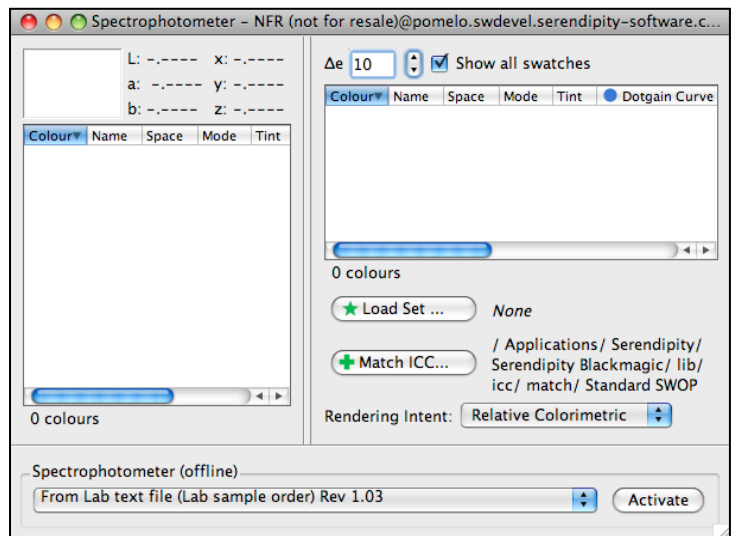 Spectrophotometer – NFR (not for resale)@pomelo.swdevel.serendipity-software.c...
L: -.---- x: -.----
a: -.---- y: -.----
b: -.---- z: -.----
Colour Name Space Mode Tint
0 colours
Δe 10 Show all swatches
Colour Name Space Mode Tint Dotgain Curve
0 colours
Load Set ... None
Match ICC... / Applications/ Serendipity/
Serendipity Blackmagic/ lib/
icc/ match/ Standard SWOP
Rendering Intent: Relative Colorimetric
Spectrophotometer (offline)
From Lab text file (Lab sample order) Rev 1.03
Activate